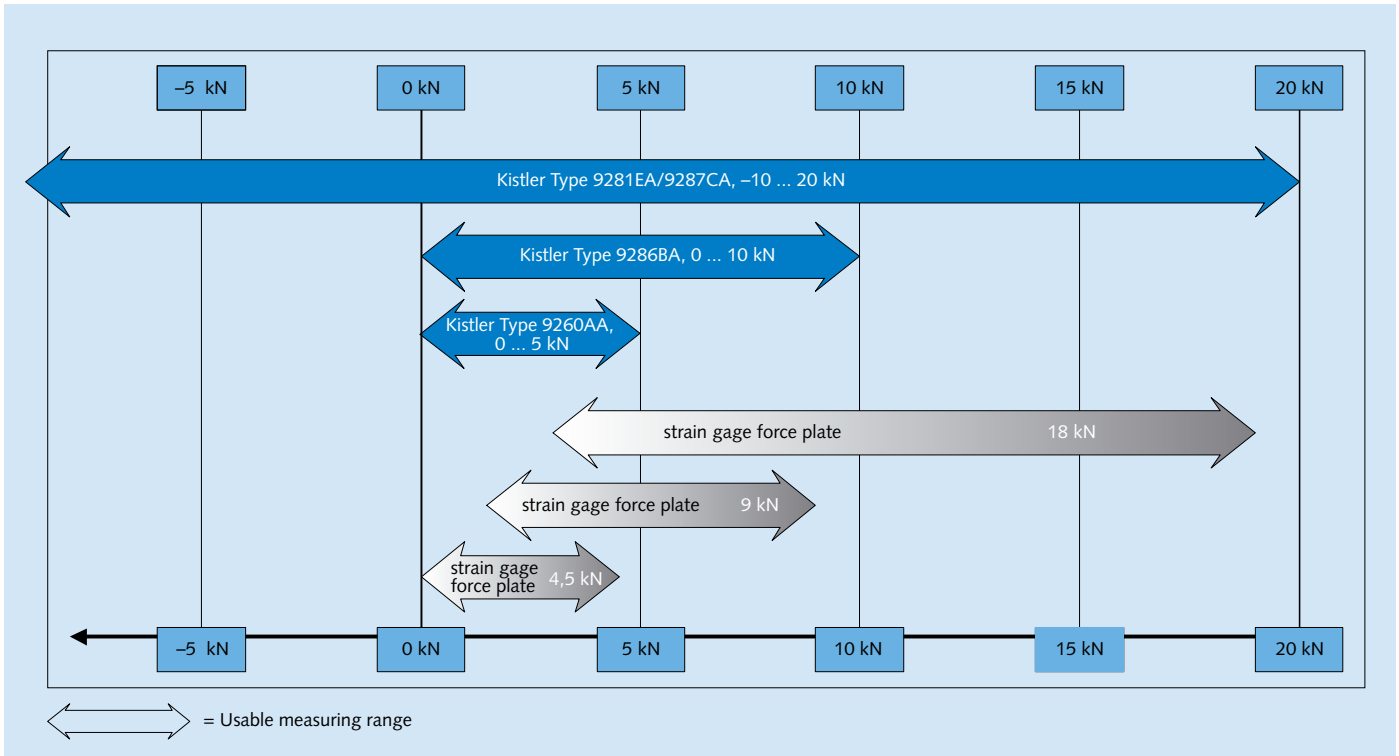 –5 kN 0 kN 5 kN 10 kN 15 kN 20 kN
Kistler Type 9281EA/9287CA, –10 ... 20 kN
Kistler Type 9286BA, 0 ... 10 kN
Kistler Type 9260AA,
0 ... 5 kN
strain gage force plate 18 kN
strain gage force plate 9 kN
strain gage
force plate 4,5 kN
–5 kN 0 kN 5 kN 10 kN 15 kN 20 kN
= Usable measuring range